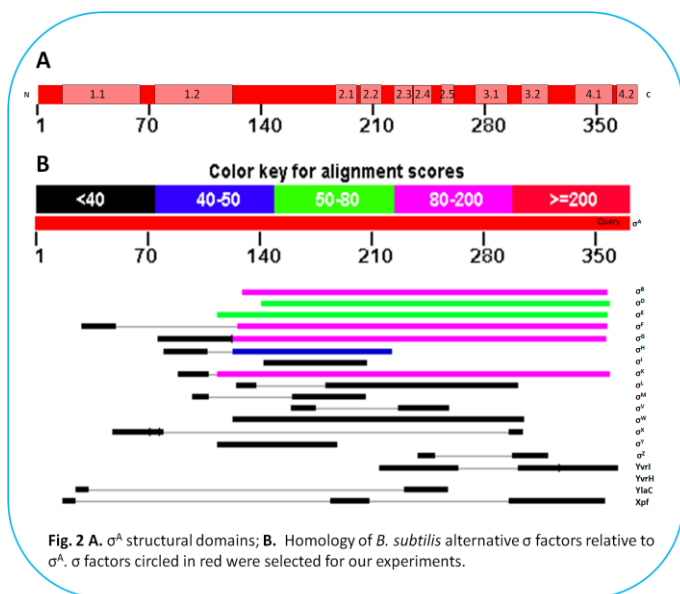 A
N 1.1 1.2 2.1 2.2 2.3 2.4 2.5 3.1 3.2 4.1 4.2 C
1 70 140 210 280 350
B
Color key for alignment scores
<40 40-50 50-80 80-200 >=200
Query σᴬ
1 70 140 210 280 350
σᴮ
σᴰ
σᴱ
σᶠ
σᴳ
σᴴ
σᴵ
σᴷ
σᴸ
σᴹ
σⱽ
σᵂ
σˣ
σʸ
σᶻ
YvrI
YvrH
YlaC
Xpf
Fig. 2 A. σᴬ structural domains; B. Homology of B. subtilis alternative σ factors relative to
σᴬ. σ factors circled in red were selected for our experiments.